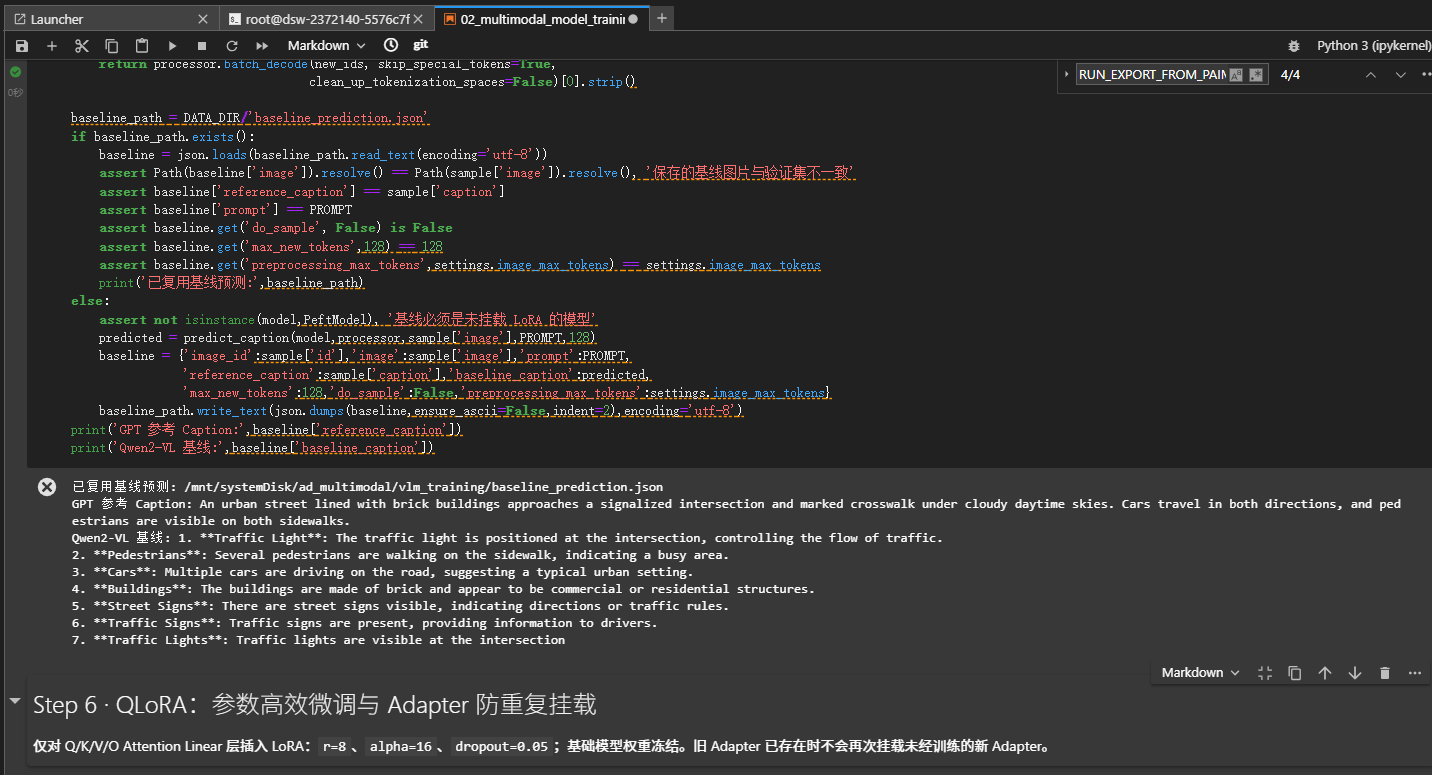 Launcher
root@dsw-2372140-5576c7f
02_multimodal_model_trainin
Markdown
git
Python 3 (ipykernel)
RUN_EXPORT_FROM_PAIN
4/4
return processor.batch_decode(new_ids, skip_special_tokens=True,
clean_up_tokenization_spaces=False)[0].strip()
baseline_path = DATA_DIR/'baseline_prediction.json'
if baseline_path.exists():
baseline = json.loads(baseline_path.read_text(encoding='utf-8'))
assert Path(baseline['image']).resolve() == Path(sample['image']).resolve(), '保存的基线图片与验证集不一致'
assert baseline['reference_caption'] == sample['caption']
assert baseline['prompt'] == PROMPT
assert baseline.get('do_sample', False) is False
assert baseline.get('max_new_tokens',128) == 128
assert baseline.get('preprocessing_max_tokens',settings.image_max_tokens) == settings.image_max_tokens
print('已复用基线预测:',baseline_path)
else:
assert not isinstance(model,PeftModel), '基线必须是未挂载 LoRA 的模型'
predicted = predict_caption(model,processor,sample['image'],PROMPT,128)
baseline = {'image_id':sample['id'],'image':sample['image'],'prompt':PROMPT,
'reference_caption':sample['caption'],'baseline_caption':predicted,
'max_new_tokens':128,'do_sample':False,'preprocessing_max_tokens':settings.image_max_tokens}
baseline_path.write_text(json.dumps(baseline,ensure_ascii=False,indent=2),encoding='utf-8')
print('GPT 参考 Caption:',baseline['reference_caption'])
print('Qwen2-VL 基线:',baseline['baseline_caption'])
已复用基线预测: /mnt/systemDisk/ad_multimodal/vlm_training/baseline_prediction.json
GPT 参考 Caption: An urban street lined with brick buildings approaches a signalized intersection and marked crosswalk under cloudy daytime skies. Cars travel in both directions, and ped
estrians are visible on both sidewalks.
Qwen2-VL 基线: 1. **Traffic Light**: The traffic light is positioned at the intersection, controlling the flow of traffic.
2. **Pedestrians**: Several pedestrians are walking on the sidewalk, indicating a busy area.
3. **Cars**: Multiple cars are driving on the road, suggesting a typical urban setting.
4. **Buildings**: The buildings are made of brick and appear to be commercial or residential structures.
5. **Street Signs**: There are street signs visible, indicating directions or traffic rules.
6. **Traffic Signs**: Traffic signs are present, providing information to drivers.
7. **Traffic Lights**: Traffic lights are visible at the intersection
Markdown
Step 6 · QLoRA：参数高效微调与 Adapter 防重复挂载
仅对 Q/K/V/O Attention Linear 层插入 LoRA： r=8 、 alpha=16 、 dropout=0.05 ；基础模型权重冻结。旧 Adapter 已存在时不会再次挂载未经训练的新 Adapter。